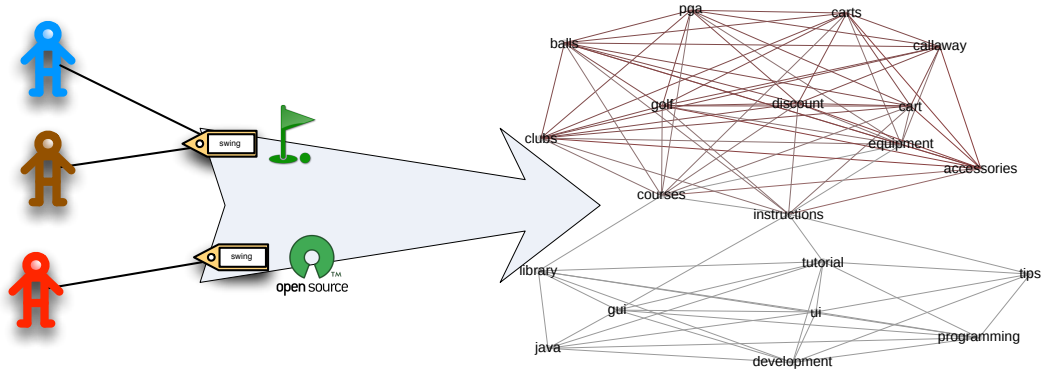 pga
carts
balls
callaway
golf
discount
cart
clubs
equipment
accessories
courses
instructions
swing
swing
TM
open source
library
tutorial
tips
gui
ui
java
programming
development